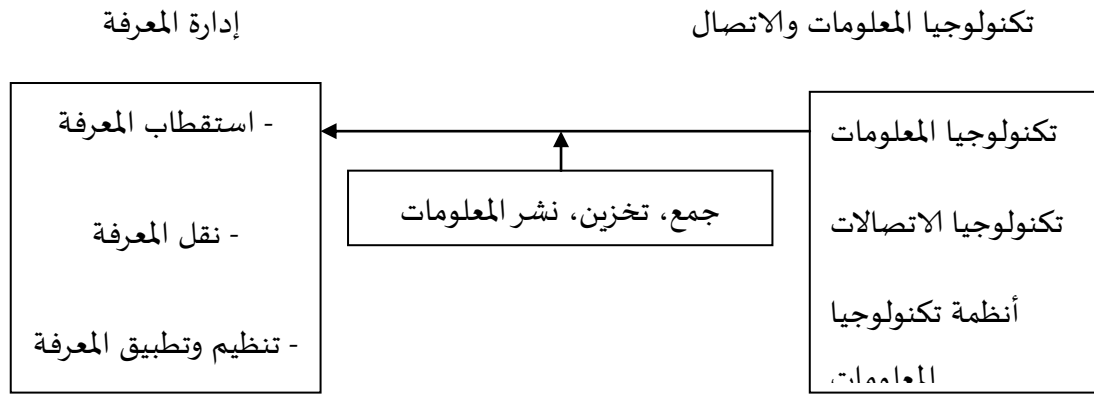 تكنولوجيا المعلومات والاتصال
إدارة المعرفة
تكنولوجيا المعلومات
تكنولوجيا الاتصالات
أنظمة تكنولوجيا
المعلومات
جمع، تخزين، نشر المعلومات
- استقطاب المعرفة
- نقل المعرفة
- تنظيم وتطبيق المعرفة